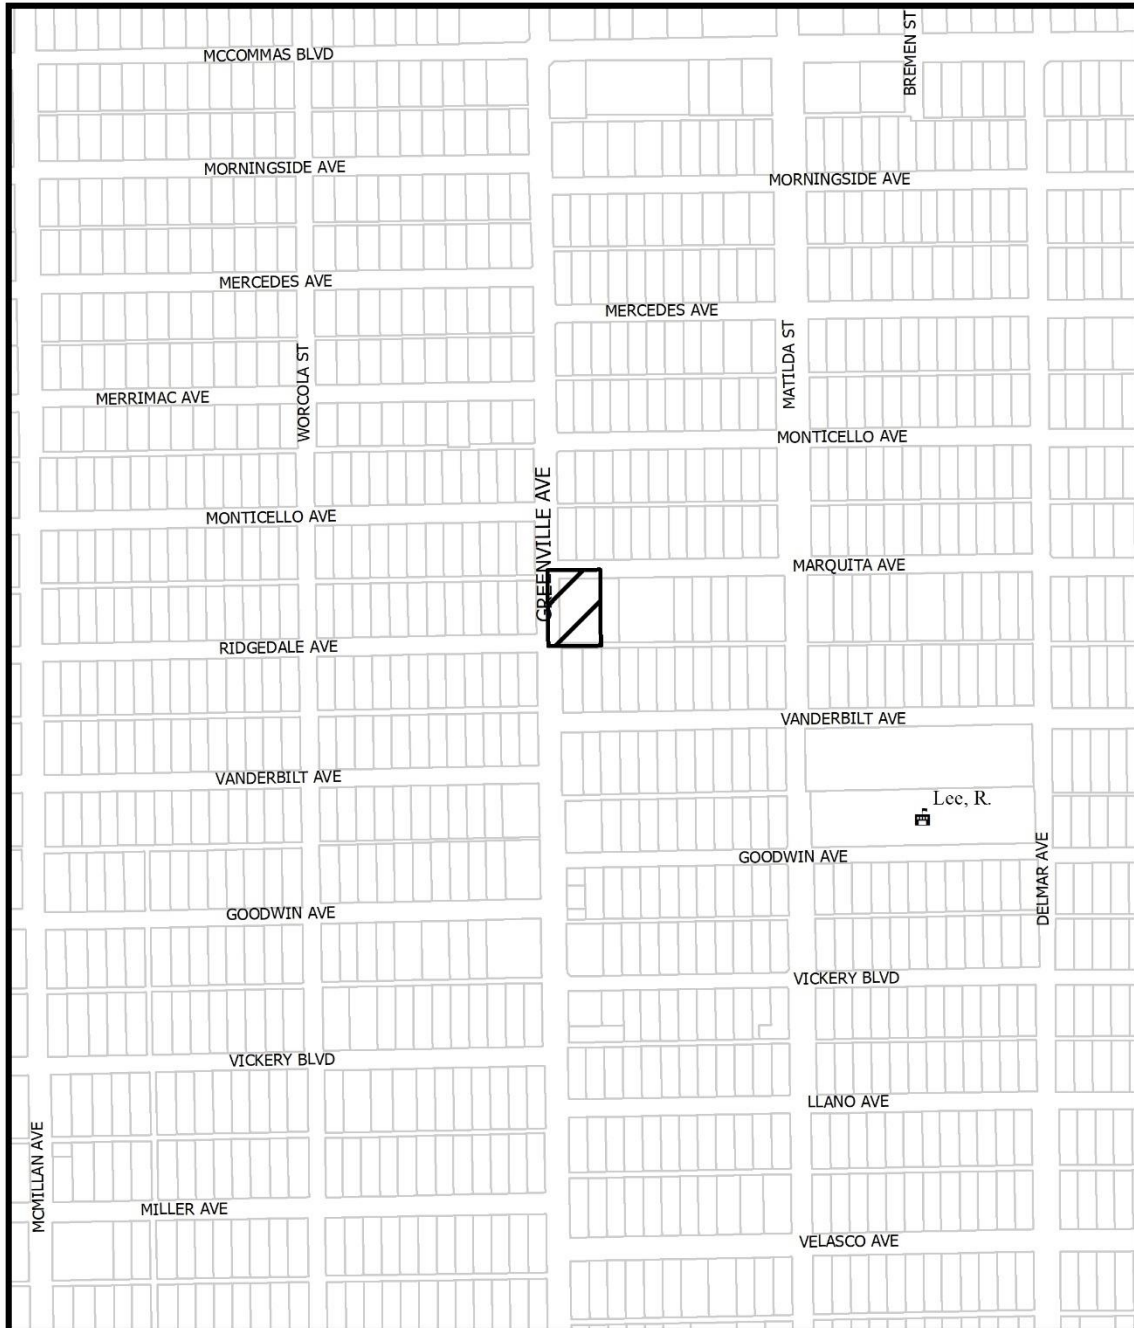 BREMEN ST
MCCOMMAS BLVD
MORNINGSIDE AVE
MORNINGSIDE AVE
MERCEDES AVE
MERCEDES AVE
WORCOLA ST
MATILDA ST
MERRIMAC AVE
MONTICELLO AVE
GREENVILLE AVE
MONTICELLO AVE
MARQUITA AVE
RIDGEDALE AVE
VANDERBILT AVE
VANDERBILT AVE
Lee, R.
GOODWIN AVE
DELMAR AVE
GOODWIN AVE
VICKERY BLVD
VICKERY BLVD
LLANO AVE
MCMILLAN AVE
MILLER AVE
VELASCO AVE